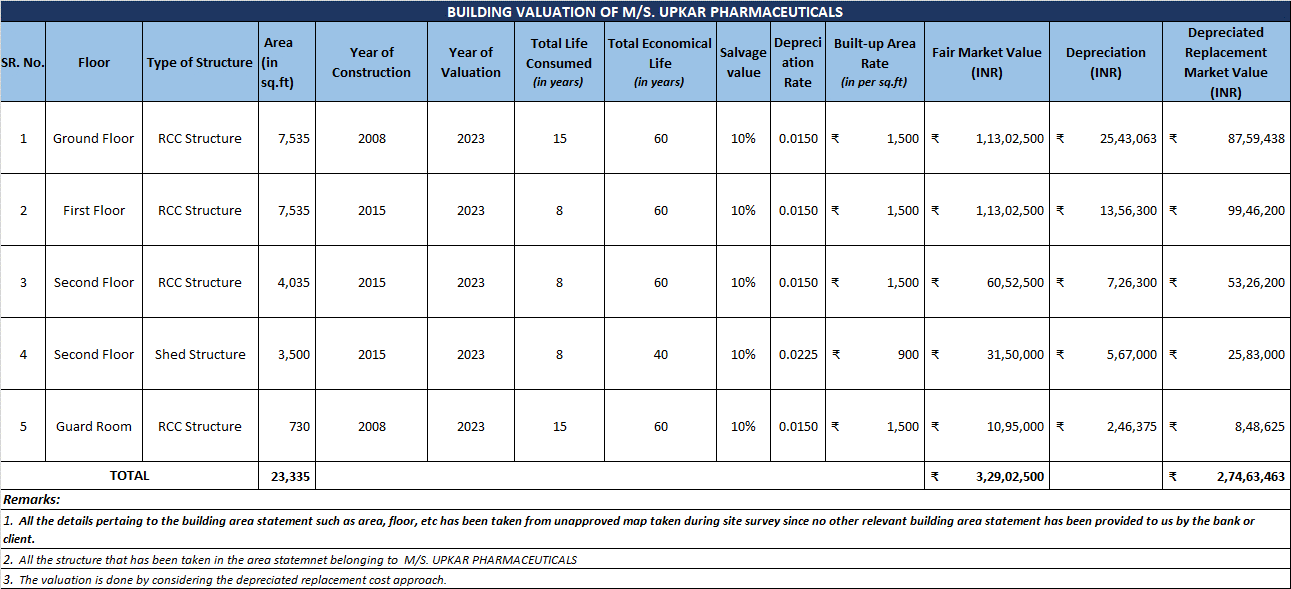 BUILDING VALUATION OF M/S. UPKAR PHARMACEUTICALS
SR. No. Floor Type of Structure Area (in sq.ft) Year of Construction Year of Valuation Total Life Consumed (in years) Total Economical Life (in years) Salvage value Depreci ation Rate Built-up Area Rate (in per sq.ft) Fair Market Value (INR) Depreciation (INR) Depreciated Replacement Market Value (INR)
1 Ground Floor RCC Structure 7,535 2008 2023 15 60 10% 0.0150 ₹ 1,500 ₹ 1,13,02,500 ₹ 25,43,063 ₹ 87,59,438
2 First Floor RCC Structure 7,535 2015 2023 8 60 10% 0.0150 ₹ 1,500 ₹ 1,13,02,500 ₹ 13,56,300 ₹ 99,46,200
3 Second Floor RCC Structure 4,035 2015 2023 8 60 10% 0.0150 ₹ 1,500 ₹ 60,52,500 ₹ 7,26,300 ₹ 53,26,200
4 Second Floor Shed Structure 3,500 2015 2023 8 40 10% 0.0225 ₹ 900 ₹ 31,50,000 ₹ 5,67,000 ₹ 25,83,000
5 Guard Room RCC Structure 730 2008 2023 15 60 10% 0.0150 ₹ 1,500 ₹ 10,95,000 ₹ 2,46,375 ₹ 8,48,625
TOTAL 23,335 ₹ 3,29,02,500 ₹ 2,74,63,463
Remarks:
1. All the details pertaing to the building area statement such as area, floor, etc has been taken from unapproved map taken during site survey since no other relevant building area statement has been provided to us by the bank or
client.
2. All the structure that has been taken in the area statemnet belonging to M/S. UPKAR PHARMACEUTICALS
3. The valuation is done by considering the depreciated replacement cost approach.